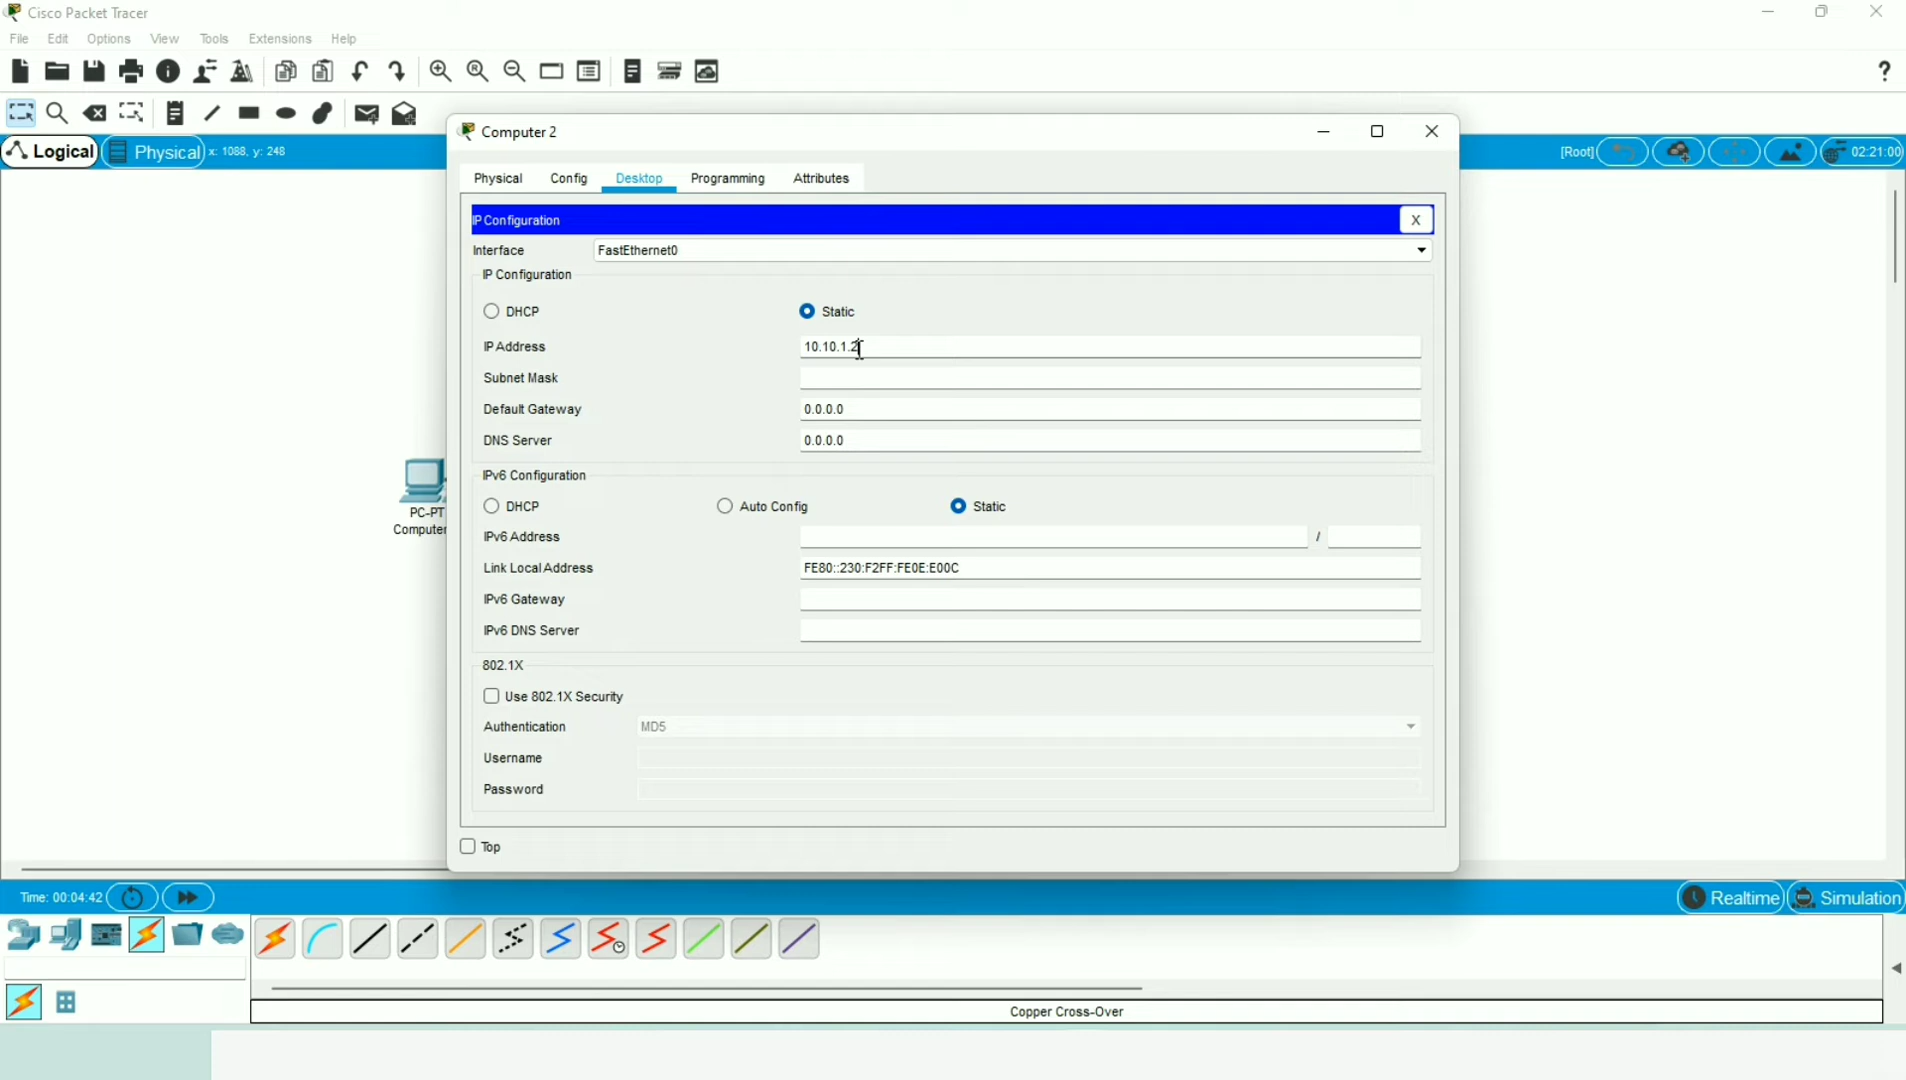 Cisco Packet Tracer
File Edit Options View Tools Extensions Help
?
Logical Physical x: 1088, y: 248
[Root] 02:21:00
Computer 2
Physical Config Desktop Programming Attributes
IP Configuration X
Interface FastEthernet0
IP Configuration
DHCP Static
IP Address 10.10.1.2
Subnet Mask
Default Gateway 0.0.0.0
DNS Server 0.0.0.0
IPv6 Configuration
DHCP Auto Config Static
IPv6 Address /
Link Local Address FE80::230:F2FF:FE0E:E00C
IPv6 Gateway
IPv6 DNS Server
802.1X
Use 802.1X Security
Authentication MD5
Username
Password
Top
PC-PT
Computer
Time: 00:04:42
Realtime Simulation
Copper Cross-Over